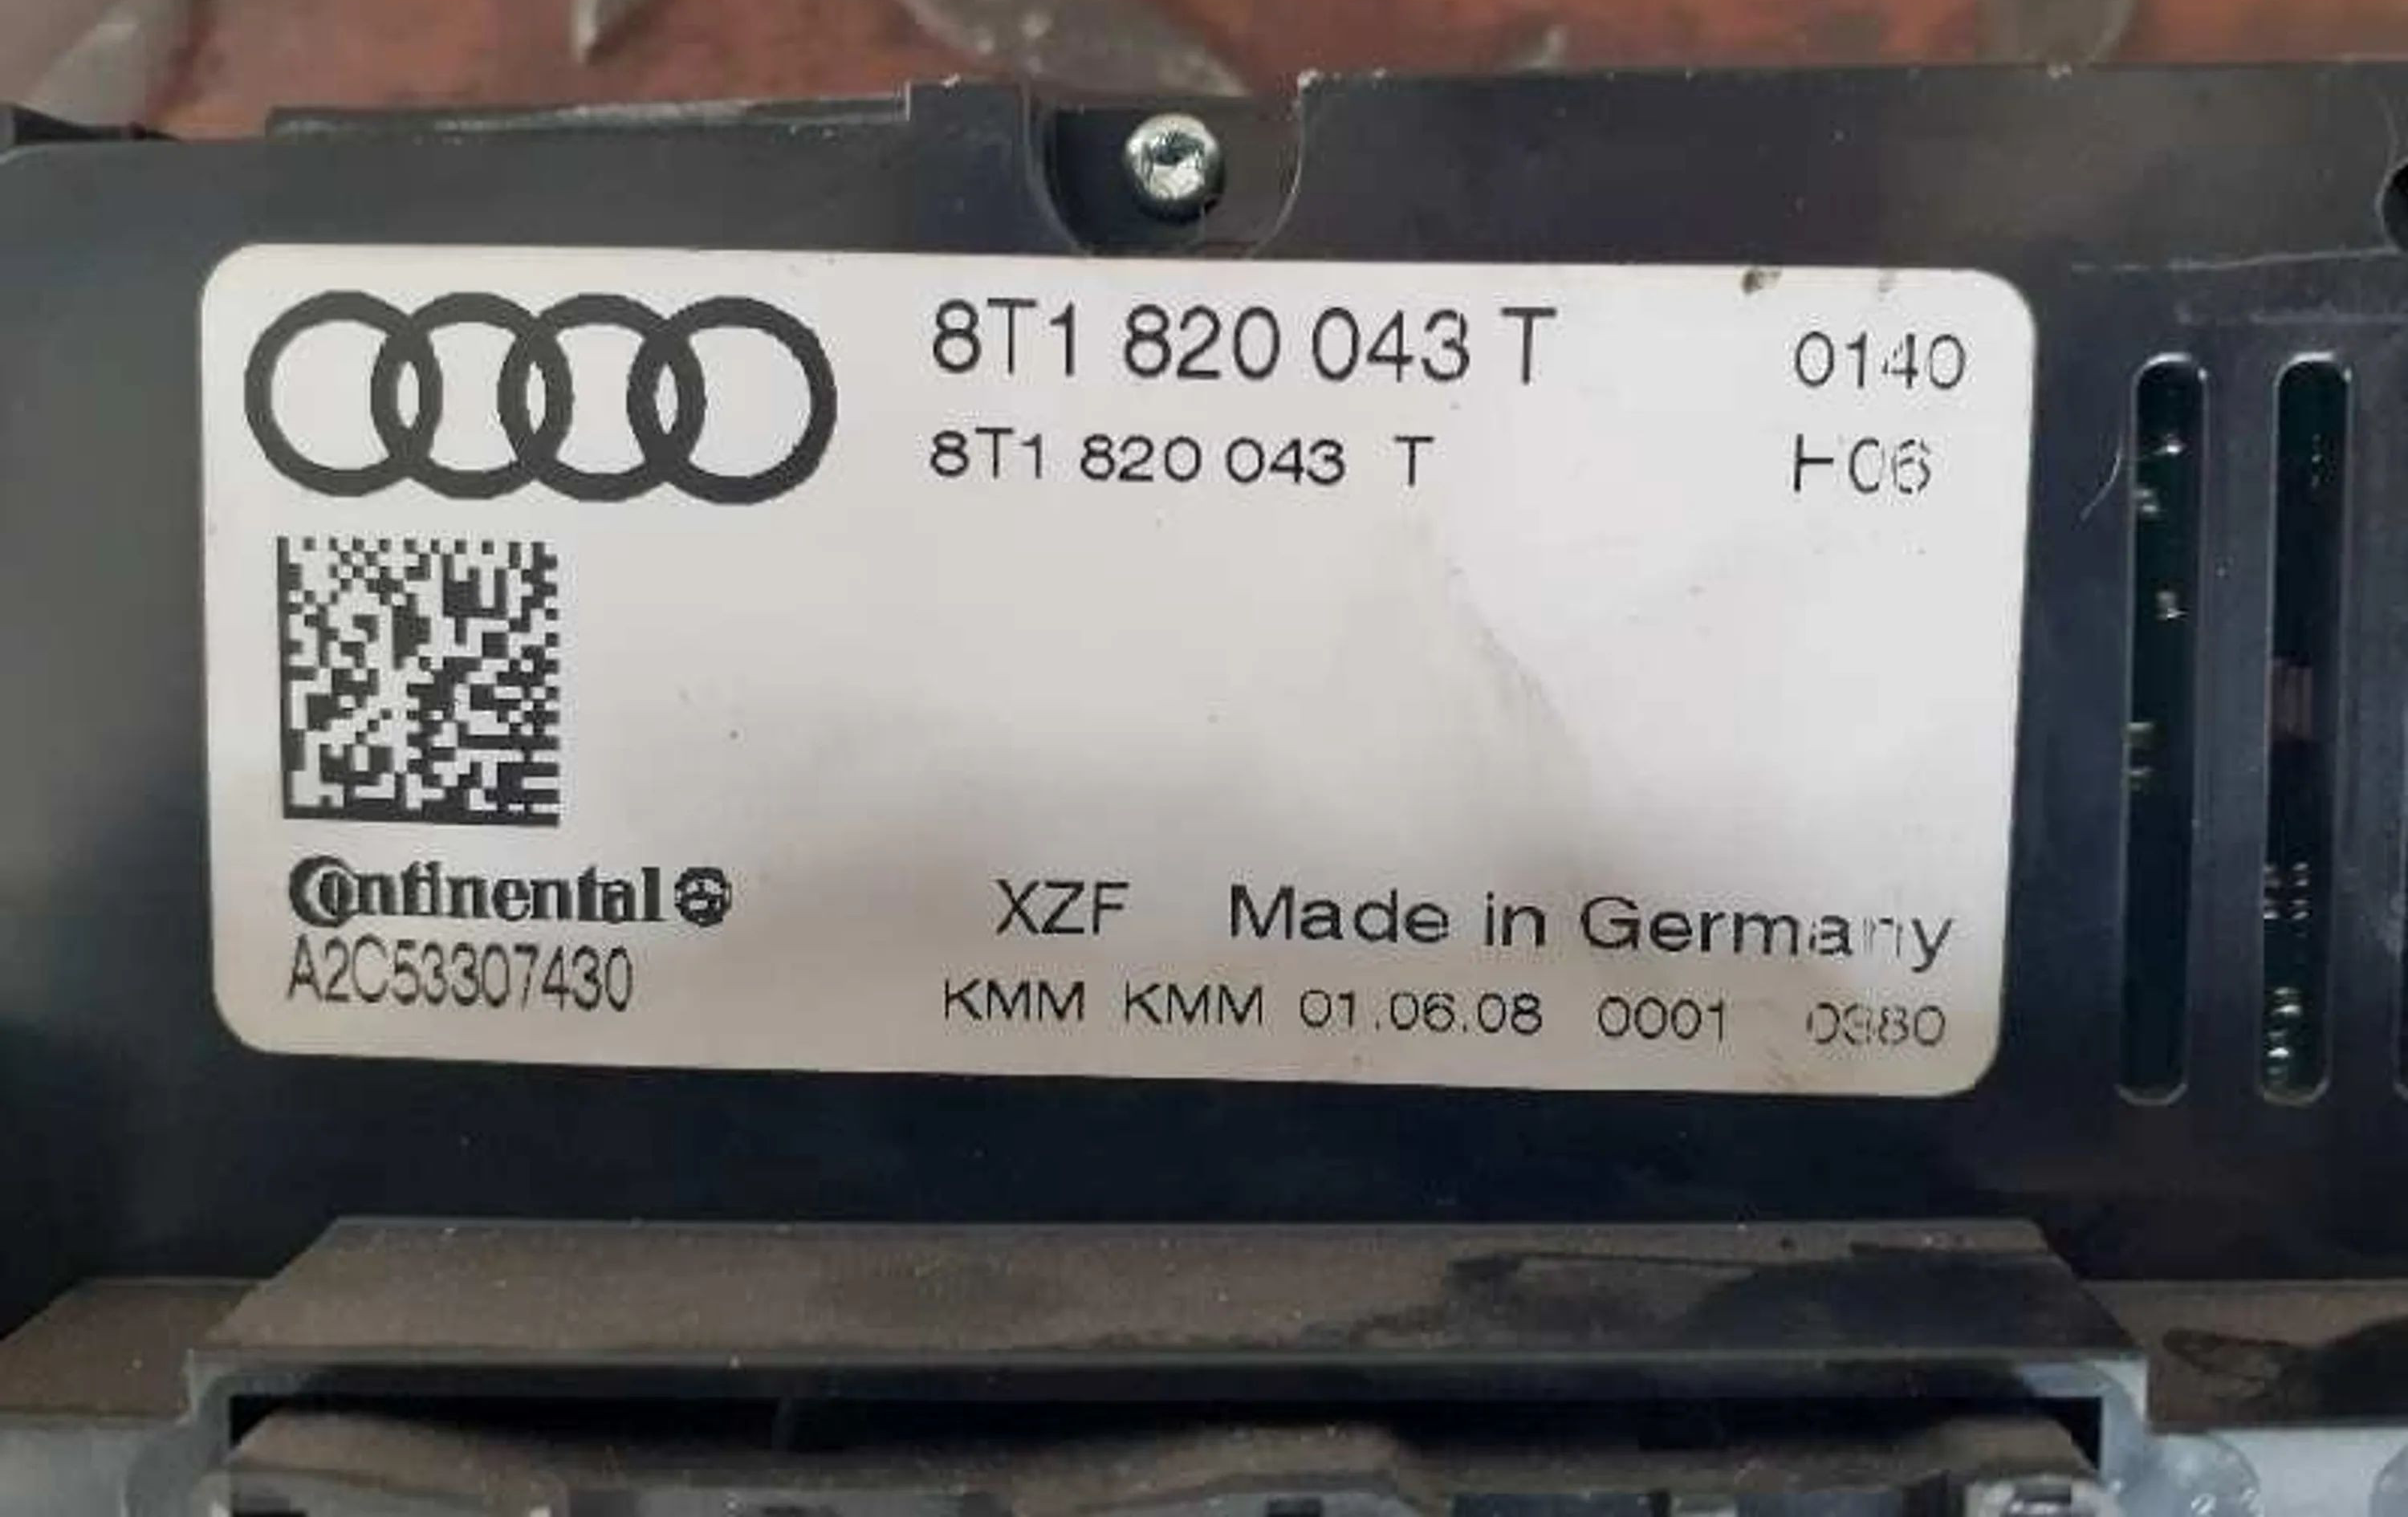 8T1 820 043 T 0140
8T1 820 043 T H06
Continental
A2C53307430
XZF Made in Germany
KMM KMM 01.06.08 0001